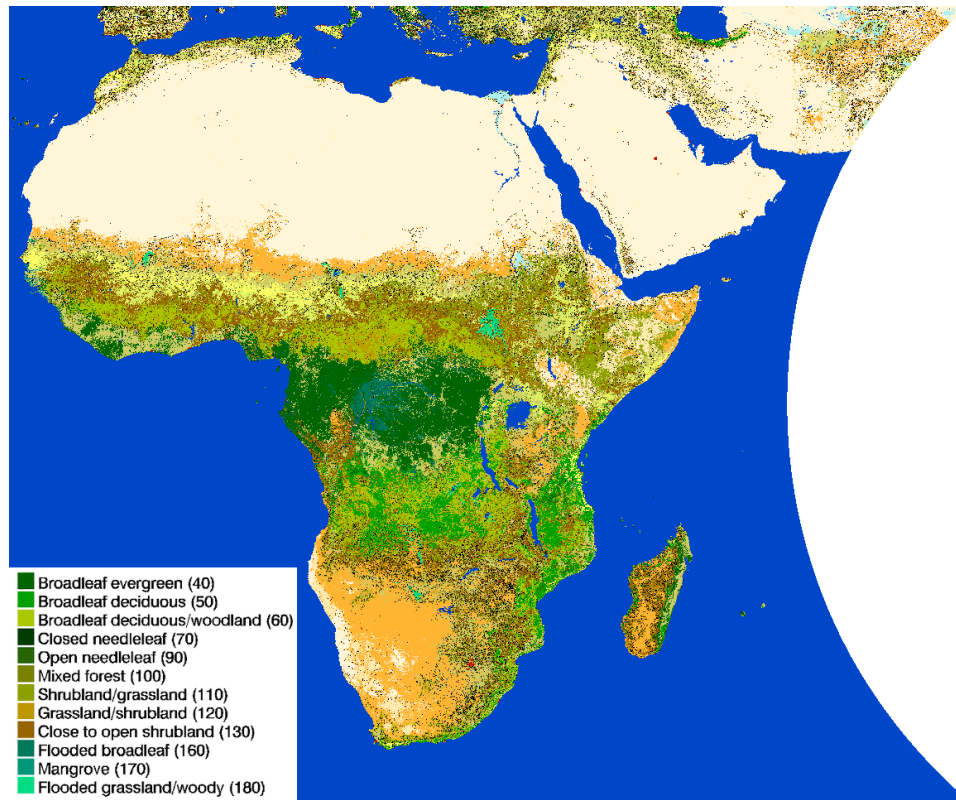 Broadleaf evergreen (40)
Broadleaf deciduous (50)
Broadleaf deciduous/woodland (60)
Closed needleleaf (70)
Open needleleaf (90)
Mixed forest (100)
Shrubland/grassland (110)
Grassland/shrubland (120)
Close to open shrubland (130)
Flooded broadleaf (160)
Mangrove (170)
Flooded grassland/woody (180)